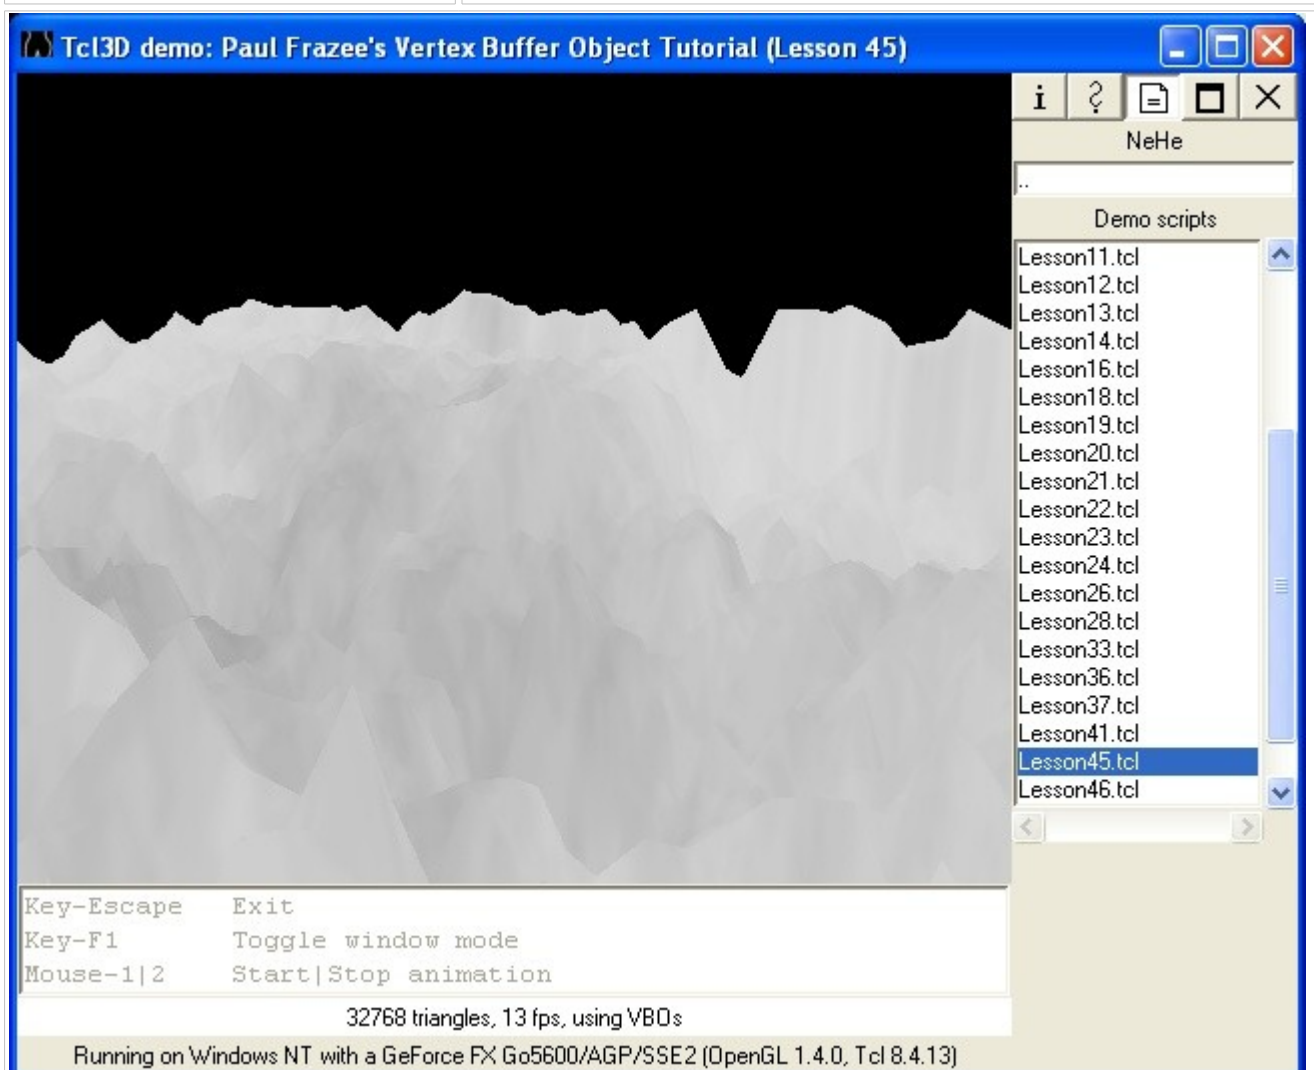 Tcl3D demo: Paul Frazee's Vertex Buffer Object Tutorial (Lesson 45)
i ?
NeHe
..
Demo scripts
Lesson11.tcl
Lesson12.tcl
Lesson13.tcl
Lesson14.tcl
Lesson16.tcl
Lesson18.tcl
Lesson19.tcl
Lesson20.tcl
Lesson21.tcl
Lesson22.tcl
Lesson23.tcl
Lesson24.tcl
Lesson26.tcl
Lesson28.tcl
Lesson33.tcl
Lesson36.tcl
Lesson37.tcl
Lesson41.tcl
Lesson45.tcl
Lesson46.tcl
Key-Escape Exit
Key-F1 Toggle window mode
Mouse-1|2 Start|Stop animation
32768 triangles, 13 fps, using VBOs
Running on Windows NT with a GeForce FX Go5600/AGP/SSE2 (OpenGL 1.4.0, Tcl 8.4.13)